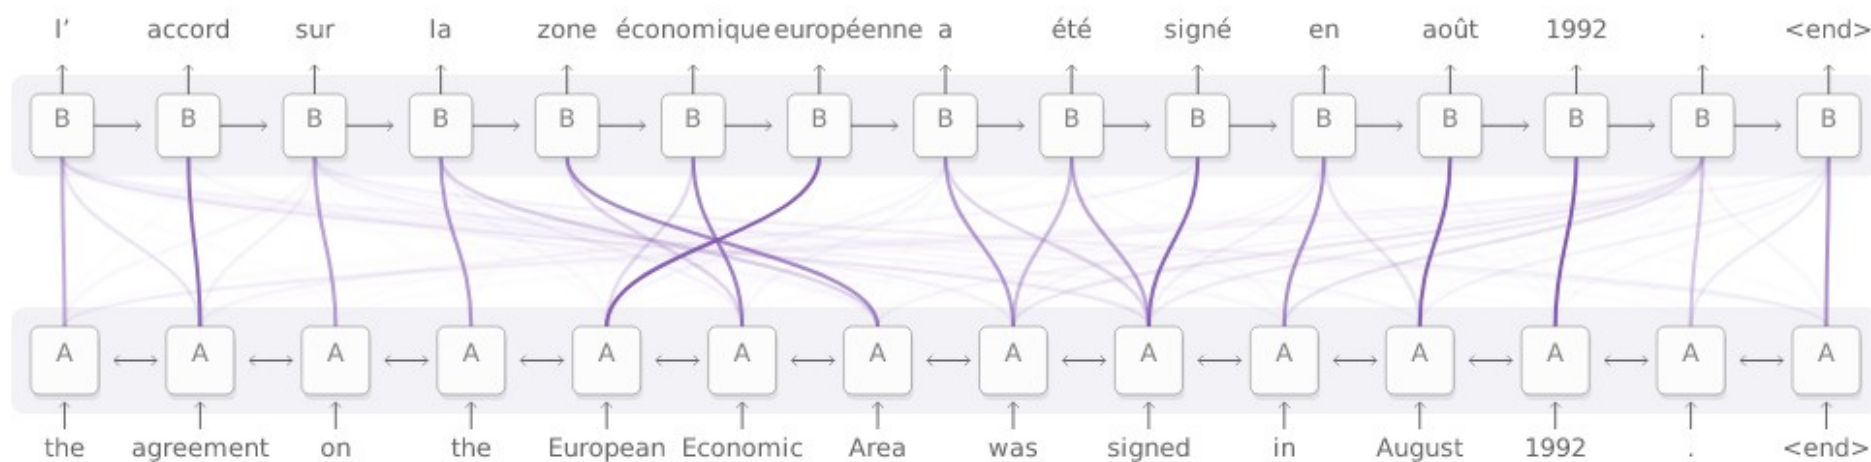 l’ accord sur la zone économique européenne a été signé en août 1992 . <end>
B B B B B B B B B B B B B B B
A A A A A A A A A A A A A A
the agreement on the European Economic Area was signed in August 1992 . <end>